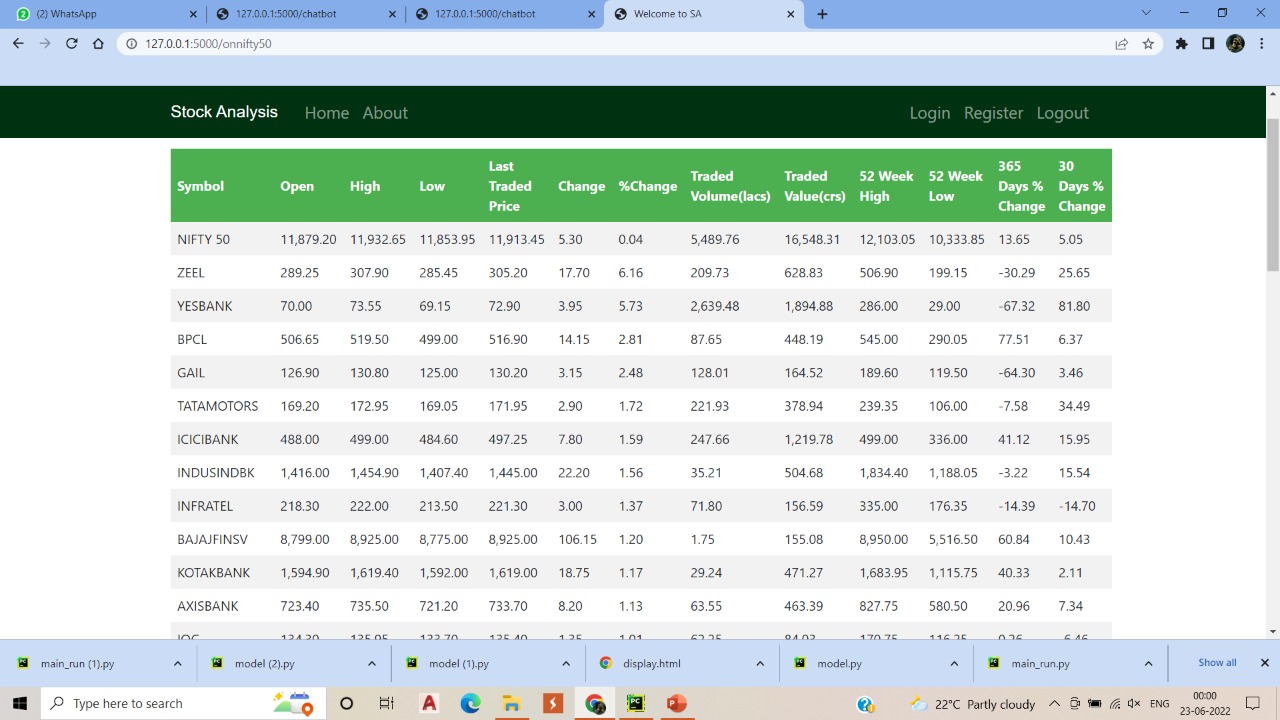 (2) WhatsApp
127.0.0.1:5000/chatbot
127.0.0.1:5000/chatbot
Welcome to SA
127.0.0.1:5000/onnifty50
Stock Analysis Home About Login Register Logout
Symbol Open High Low Last Traded Price Change %Change Traded Volume(lacs) Traded Value(crs) 52 Week High 52 Week Low 365 Days % Change 30 Days % Change
NIFTY 50 11,879.20 11,932.65 11,853.95 11,913.45 5.30 0.04 5,489.76 16,548.31 12,103.05 10,333.85 13.65 5.05
ZEEL 289.25 307.90 285.45 305.20 17.70 6.16 209.73 628.83 506.90 199.15 -30.29 25.65
YESBANK 70.00 73.55 69.15 72.90 3.95 5.73 2,639.48 1,894.88 286.00 29.00 -67.32 81.80
BPCL 506.65 519.50 499.00 516.90 14.15 2.81 87.65 448.19 545.00 290.05 77.51 6.37
GAIL 126.90 130.80 125.00 130.20 3.15 2.48 128.01 164.52 189.60 119.50 -64.30 3.46
TATAMOTORS 169.20 172.95 169.05 171.95 2.90 1.72 221.93 378.94 239.35 106.00 -7.58 34.49
ICICIBANK 488.00 499.00 484.60 497.25 7.80 1.59 247.66 1,219.78 499.00 336.00 41.12 15.95
INDUSINDBK 1,416.00 1,454.90 1,407.40 1,445.00 22.20 1.56 35.21 504.68 1,834.40 1,188.05 -3.22 15.54
INFRATEL 218.30 222.00 213.50 221.30 3.00 1.37 71.80 156.59 335.00 176.35 -14.39 -14.70
BAJAJFINSV 8,799.00 8,925.00 8,775.00 8,925.00 106.15 1.20 1.75 155.08 8,950.00 5,516.50 60.84 10.43
KOTAKBANK 1,594.90 1,619.40 1,592.00 1,619.00 18.75 1.17 29.24 471.27 1,683.95 1,115.75 40.33 2.11
AXISBANK 723.40 735.50 721.20 733.70 8.20 1.13 63.55 463.39 827.75 580.50 20.96 7.34
main_run (1).py model (2).py model (1).py display.html model.py main_run.py Show all
Type here to search 22°C Partly cloudy ENG 00:00
23-06-2022